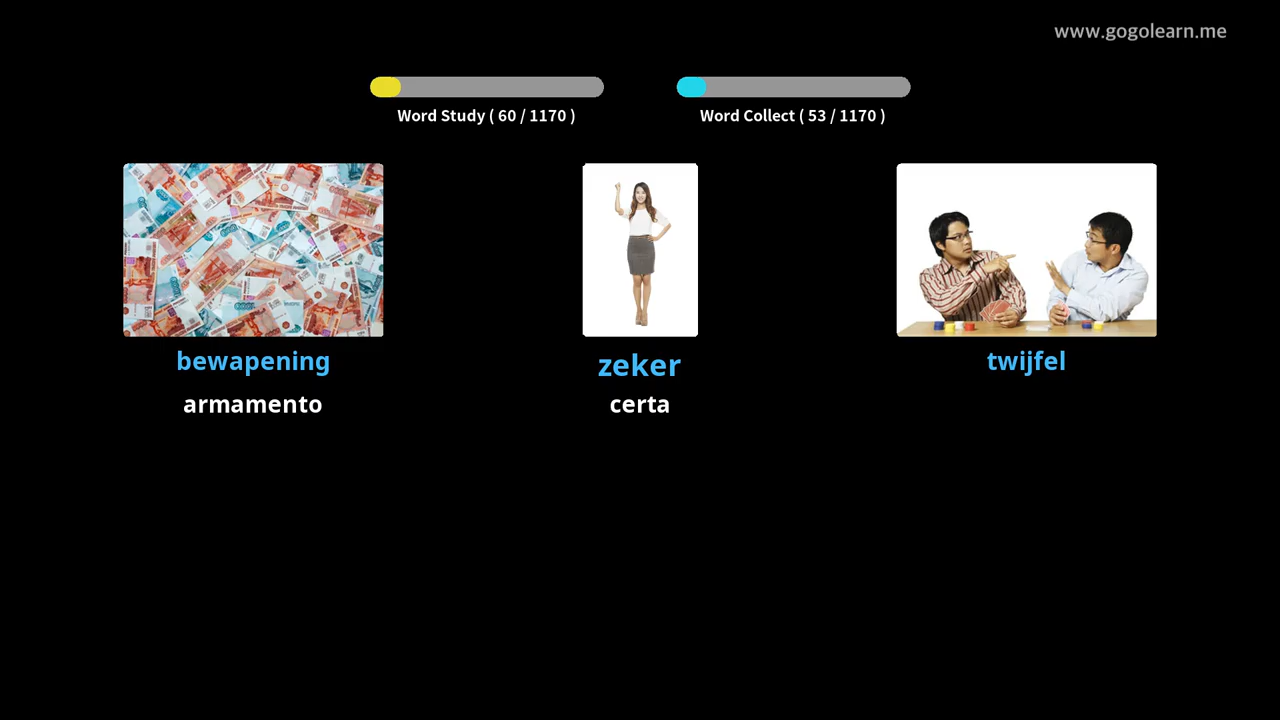 www.gogolearn.me
Word Study ( 60 / 1170 )
Word Collect ( 53 / 1170 )
bewapening
zeker
twijfel
armamento
certa